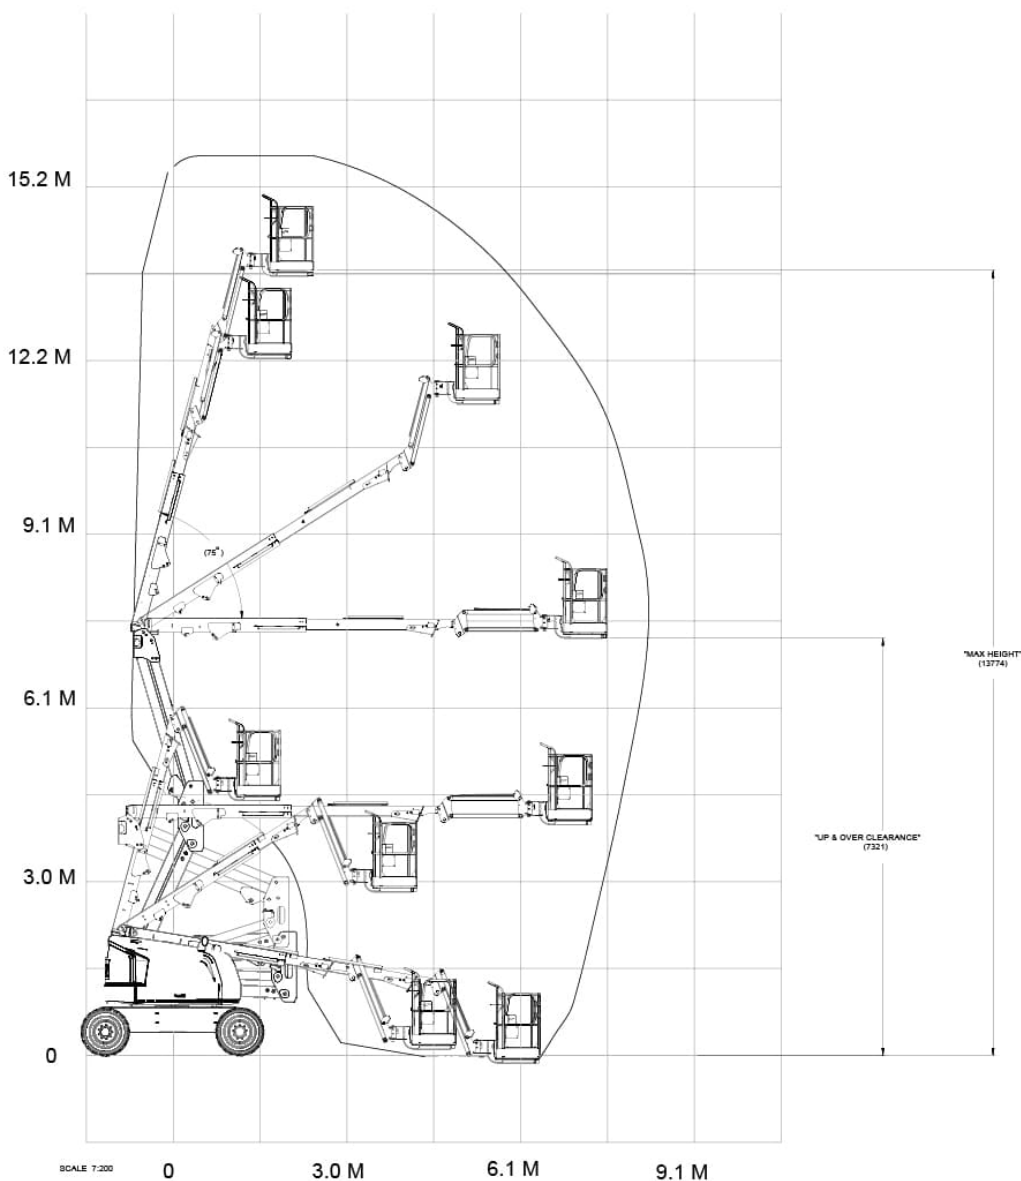 15.2 M
12.2 M
9.1 M
(75°)
6.1 M
"MAX HEIGHT"
(13774)
"UP & OVER CLEARANCE"
(7321)
3.0 M
0
SCALE 7:200
0
3.0 M
6.1 M
9.1 M